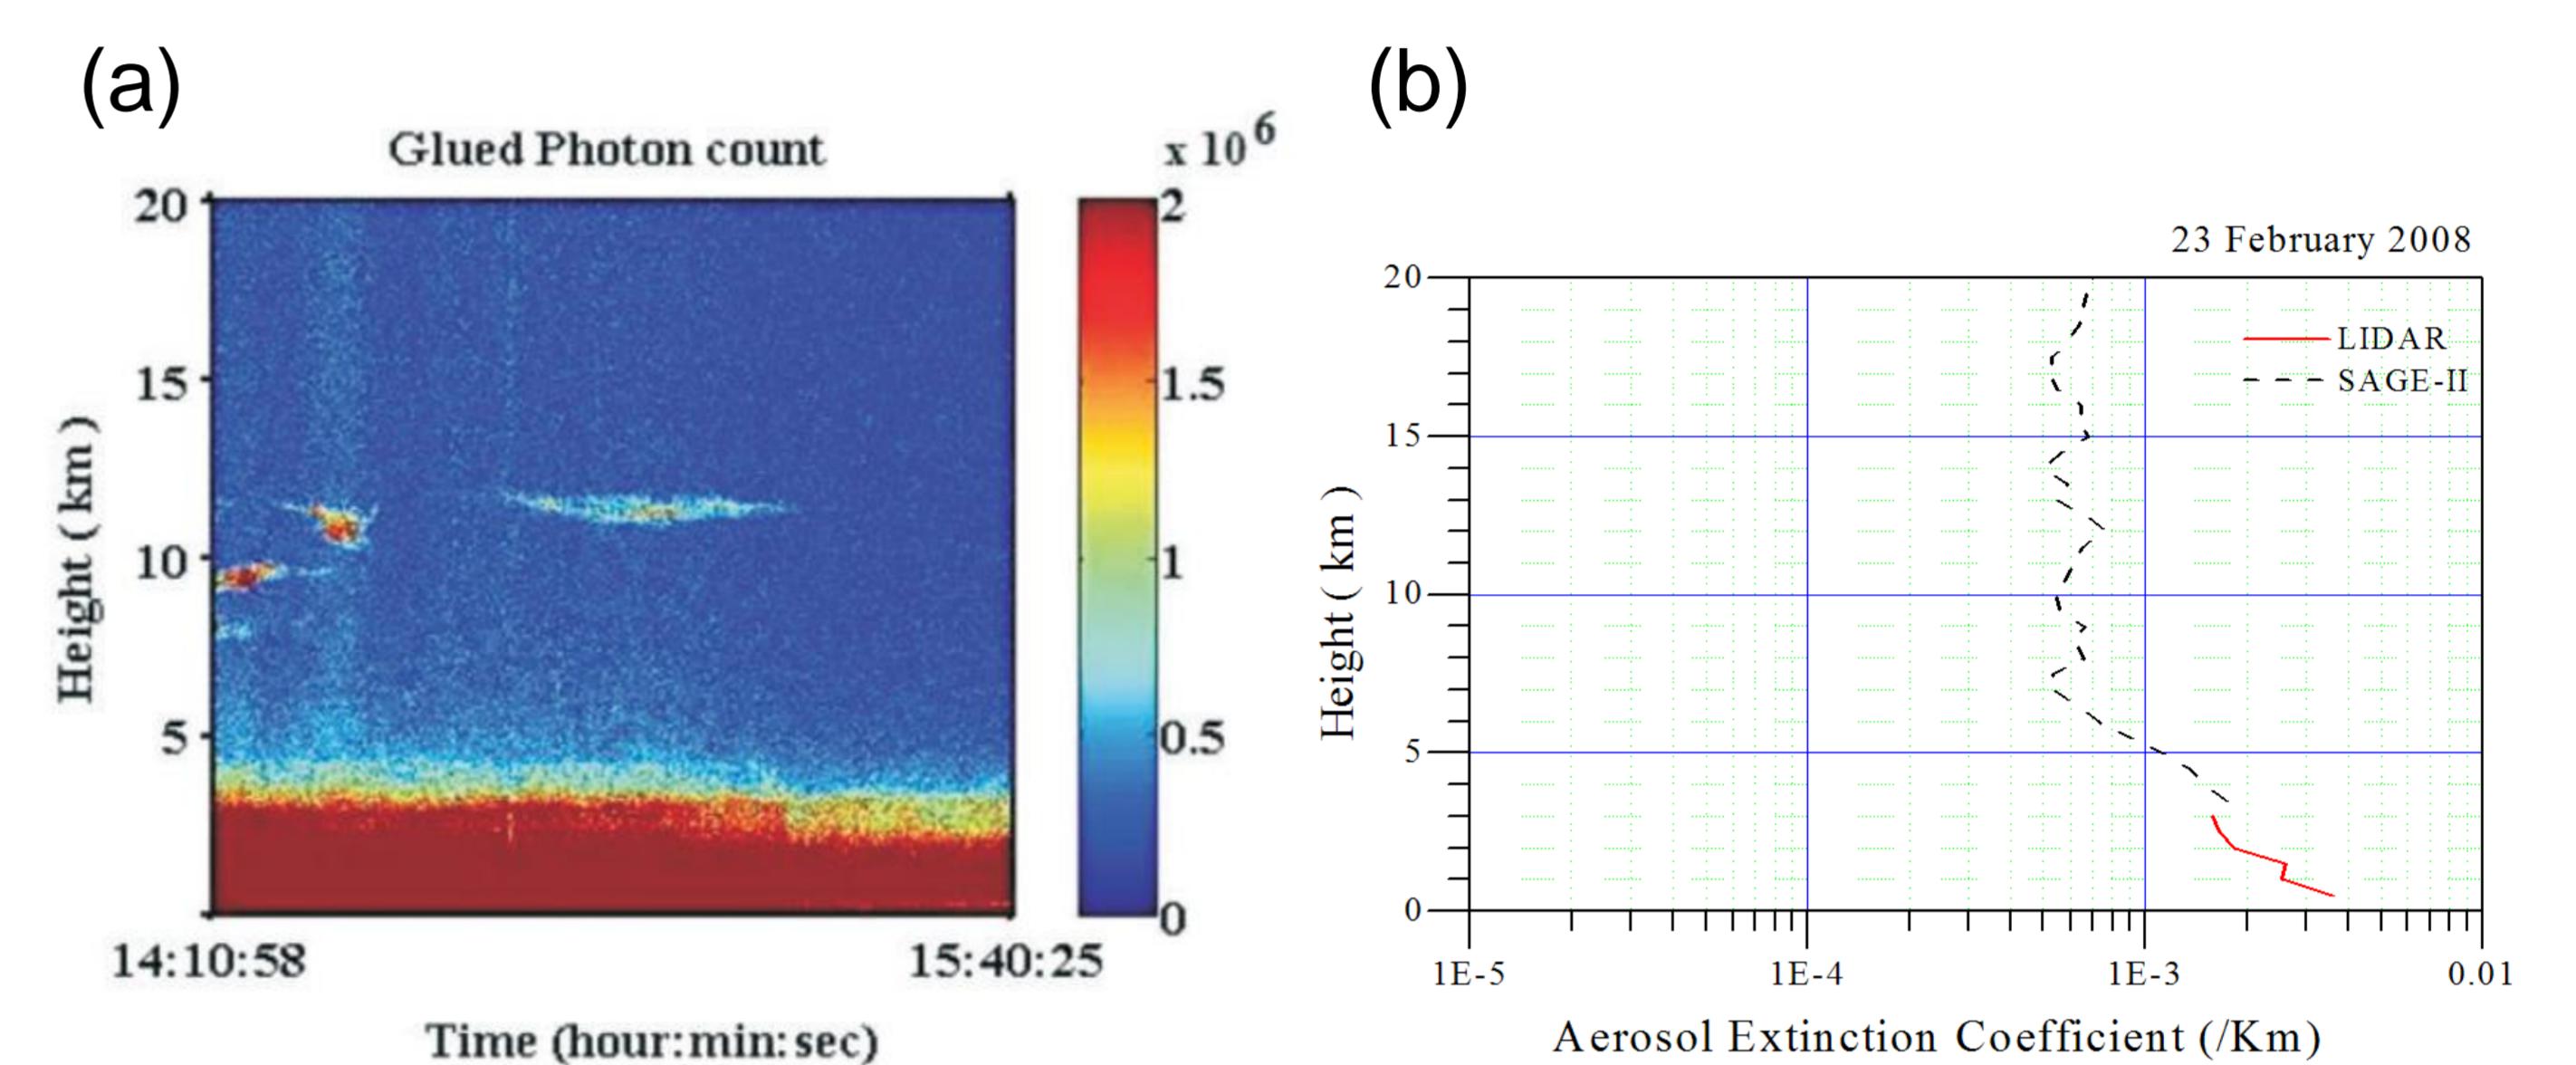 (a)
Glued Photon count
x 10 6
20
15
10
5
Height ( km )
2
1.5
1
0.5
0
14:10:58
15:40:25
Time (hour:min:sec)
(b)
23 February 2008
LIDAR
SAGE-II
20
15
10
5
0
Height ( km )
1E-5
1E-4
1E-3
0.01
Aerosol Extinction Coefficient (/Km)